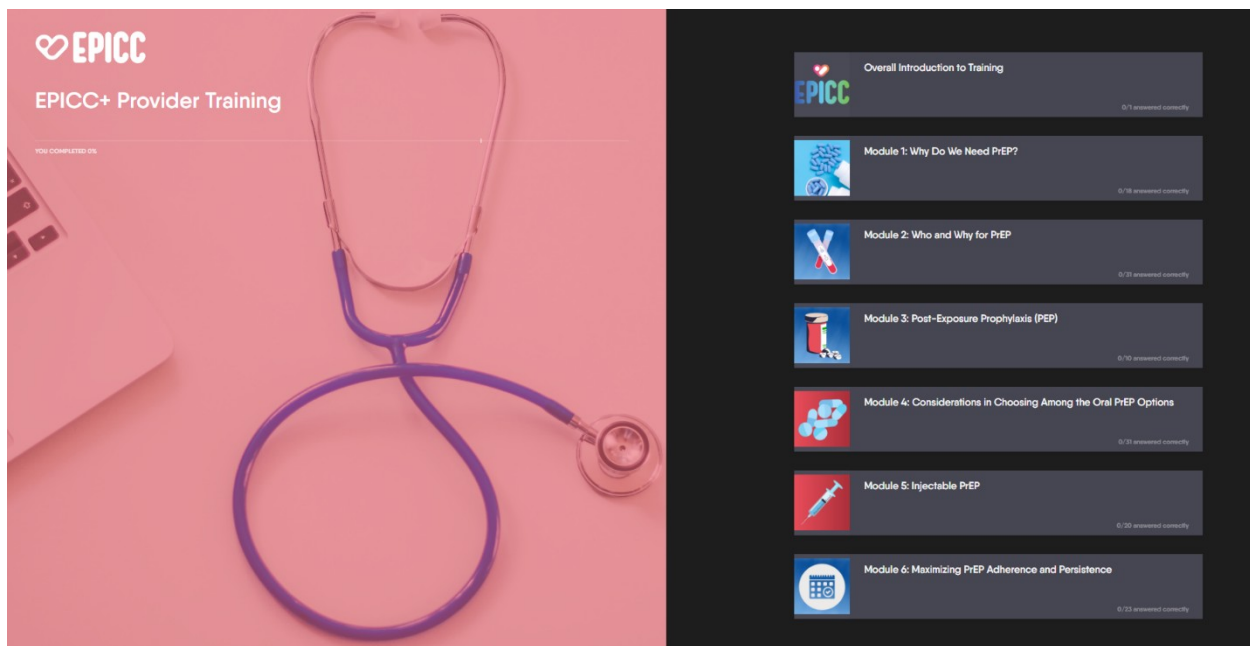 EPICC
EPICC+ Provider Training
YOU COMPLETED 0%
EPICC
Overall Introduction to Training
0/1 answered correctly
Module 1: Why Do We Need PrEP?
0/18 answered correctly
Module 2: Who and Why for PrEP
0/21 answered correctly
Module 3: Post-Exposure Prophylaxis (PEP)
0/10 answered correctly
Module 4: Considerations in Choosing Among the Oral PrEP Options
0/31 answered correctly
Module 5: Injectable PrEP
0/20 answered correctly
Module 6: Maximizing PrEP Adherence and Persistence
0/23 answered correctly